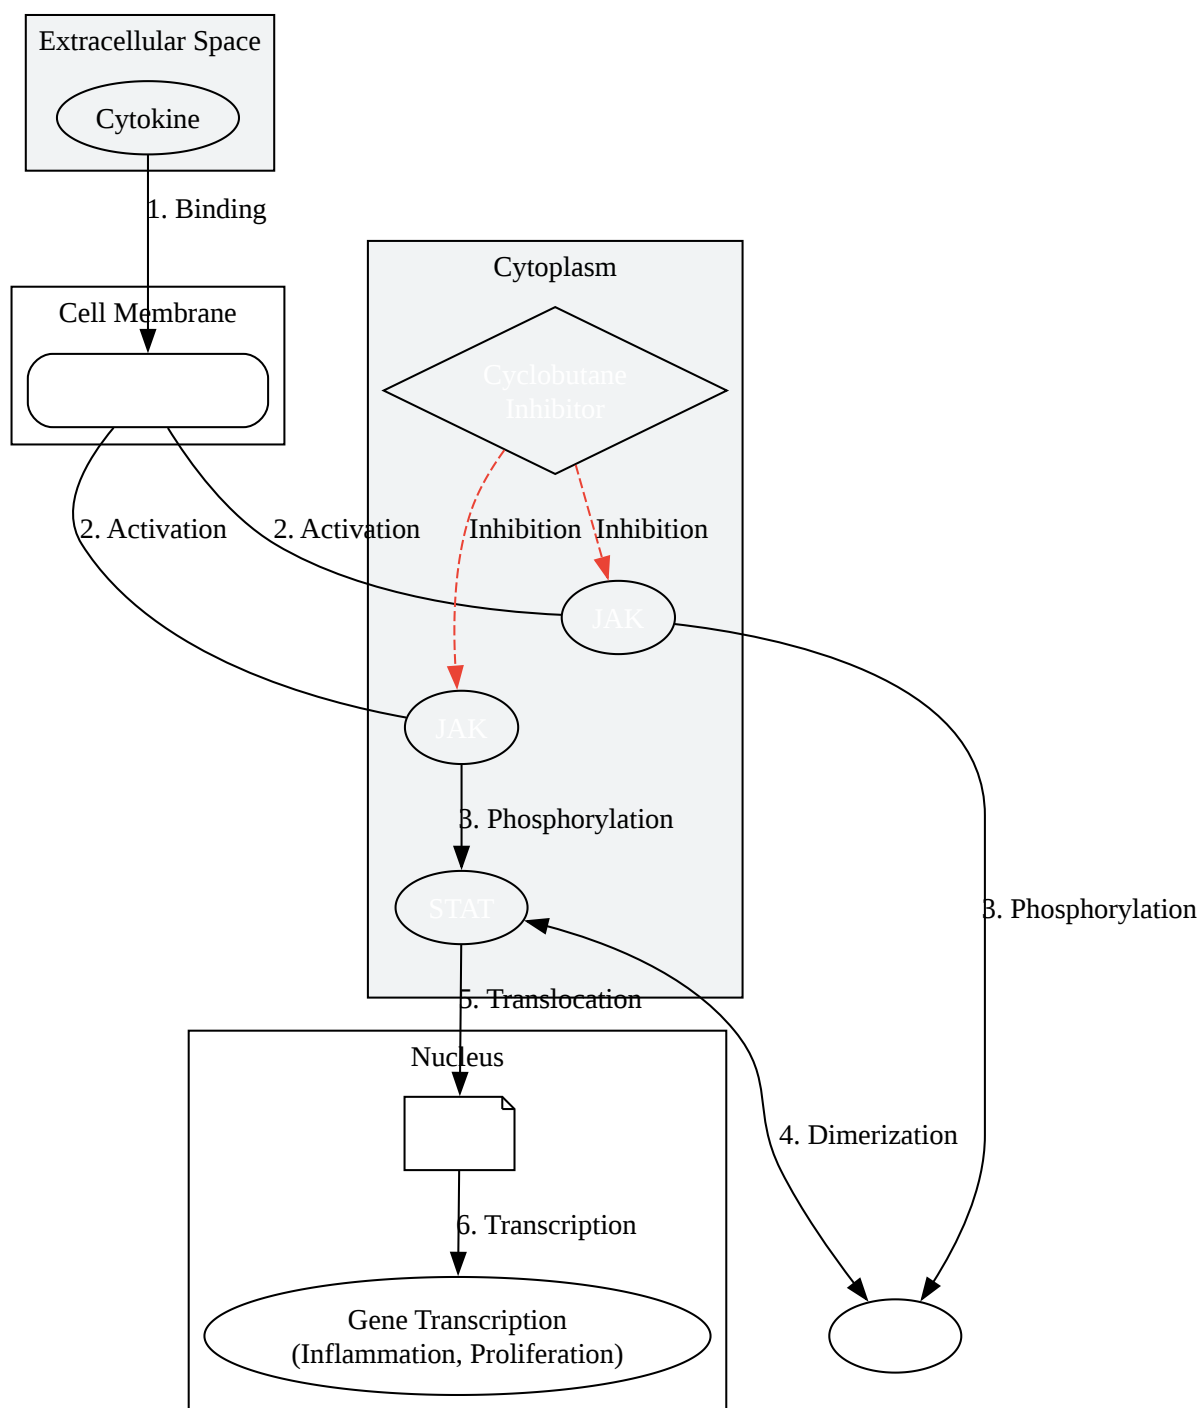 Extracellular Space
Cytokine
1. Binding
Cytoplasm
Cell Membrane
Cyclobutane
Inhibitor
2. Activation
2. Activation
Inhibition
Inhibition
JAK
JAK
3. Phosphorylation
STAT
3. Phosphorylation
5. Translocation
Nucleus
4. Dimerization
6. Transcription
Gene Transcription
(Inflammation, Proliferation)